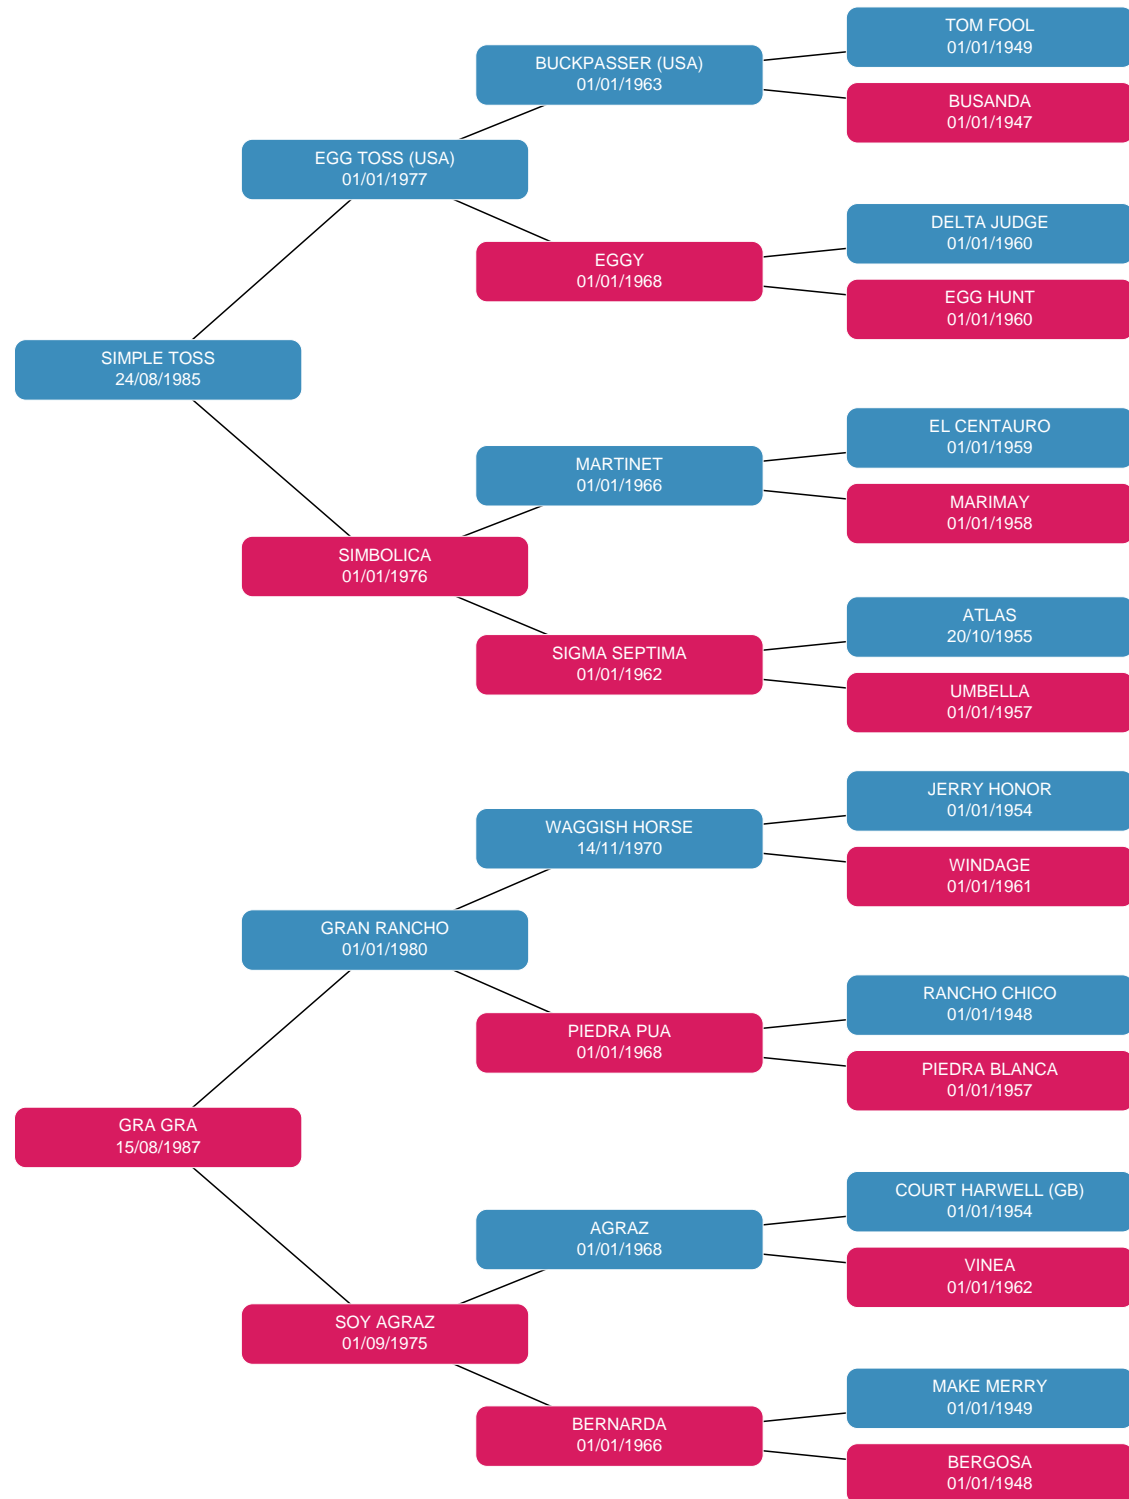 TOM FOOL
01/01/1949
BUCKPASSER (USA)
01/01/1963
BUSANDA
01/01/1947
EGG TOSS (USA)
01/01/1977
DELTA JUDGE
01/01/1960
EGGY
01/01/1968
EGG HUNT
01/01/1960
SIMPLE TOSS
24/08/1985
EL CENTAURO
01/01/1959
MARTINET
01/01/1966
MARIMAY
01/01/1958
SIMBOLICA
01/01/1976
ATLAS
20/10/1955
SIGMA SEPTIMA
01/01/1962
UMBELLA
01/01/1957
JERRY HONOR
01/01/1954
WAGGISH HORSE
14/11/1970
WINDAGE
01/01/1961
GRAN RANCHO
01/01/1980
RANCHO CHICO
01/01/1948
PIEDRA PUA
01/01/1968
PIEDRA BLANCA
01/01/1957
GRA GRA
15/08/1987
COURT HARWELL (GB)
01/01/1954
AGRAZ
01/01/1968
VINEA
01/01/1962
SOY AGRAZ
01/09/1975
MAKE MERRY
01/01/1949
BERNARDA
01/01/1966
BERGOSA
01/01/1948